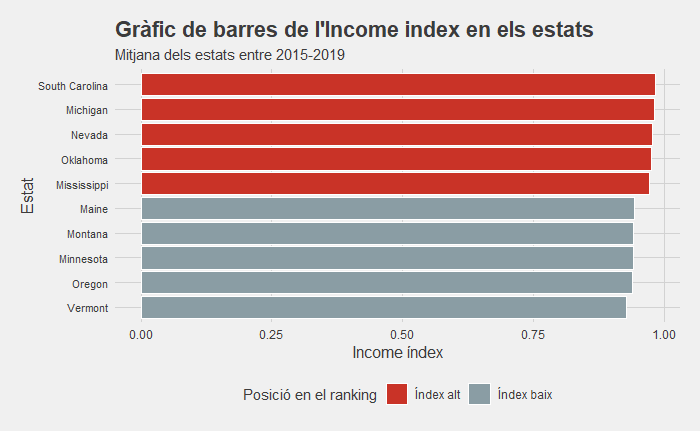 Gràfic de barres de l'Income index en els estats
Mitjana dels estats entre 2015-2019
South Carolina
Michigan
Nevada
Oklahoma
Mississippi
Maine
Montana
Minnesota
Oregon
Vermont
Estat
0.00 0.25 0.50 0.75 1.00
Income índex
Posició en el ranking Índex alt Índex baix